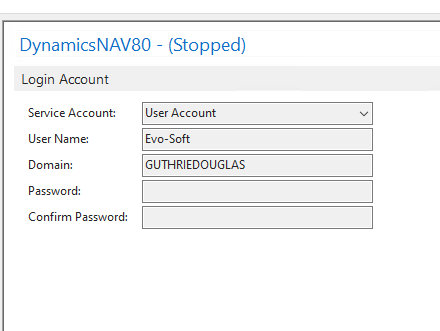 DynamicsNAV80 - (Stopped)
Login Account
Service Account: User Account
User Name: Evo-Soft
Domain: GUTHRIEDOUGLAS
Password:
Confirm Password: